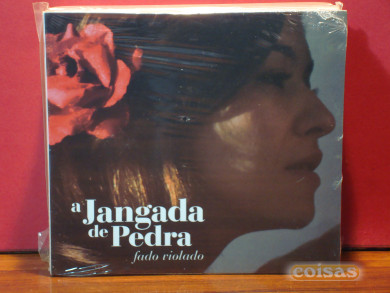 a Jangada
de Pedra
fado violado
coisas